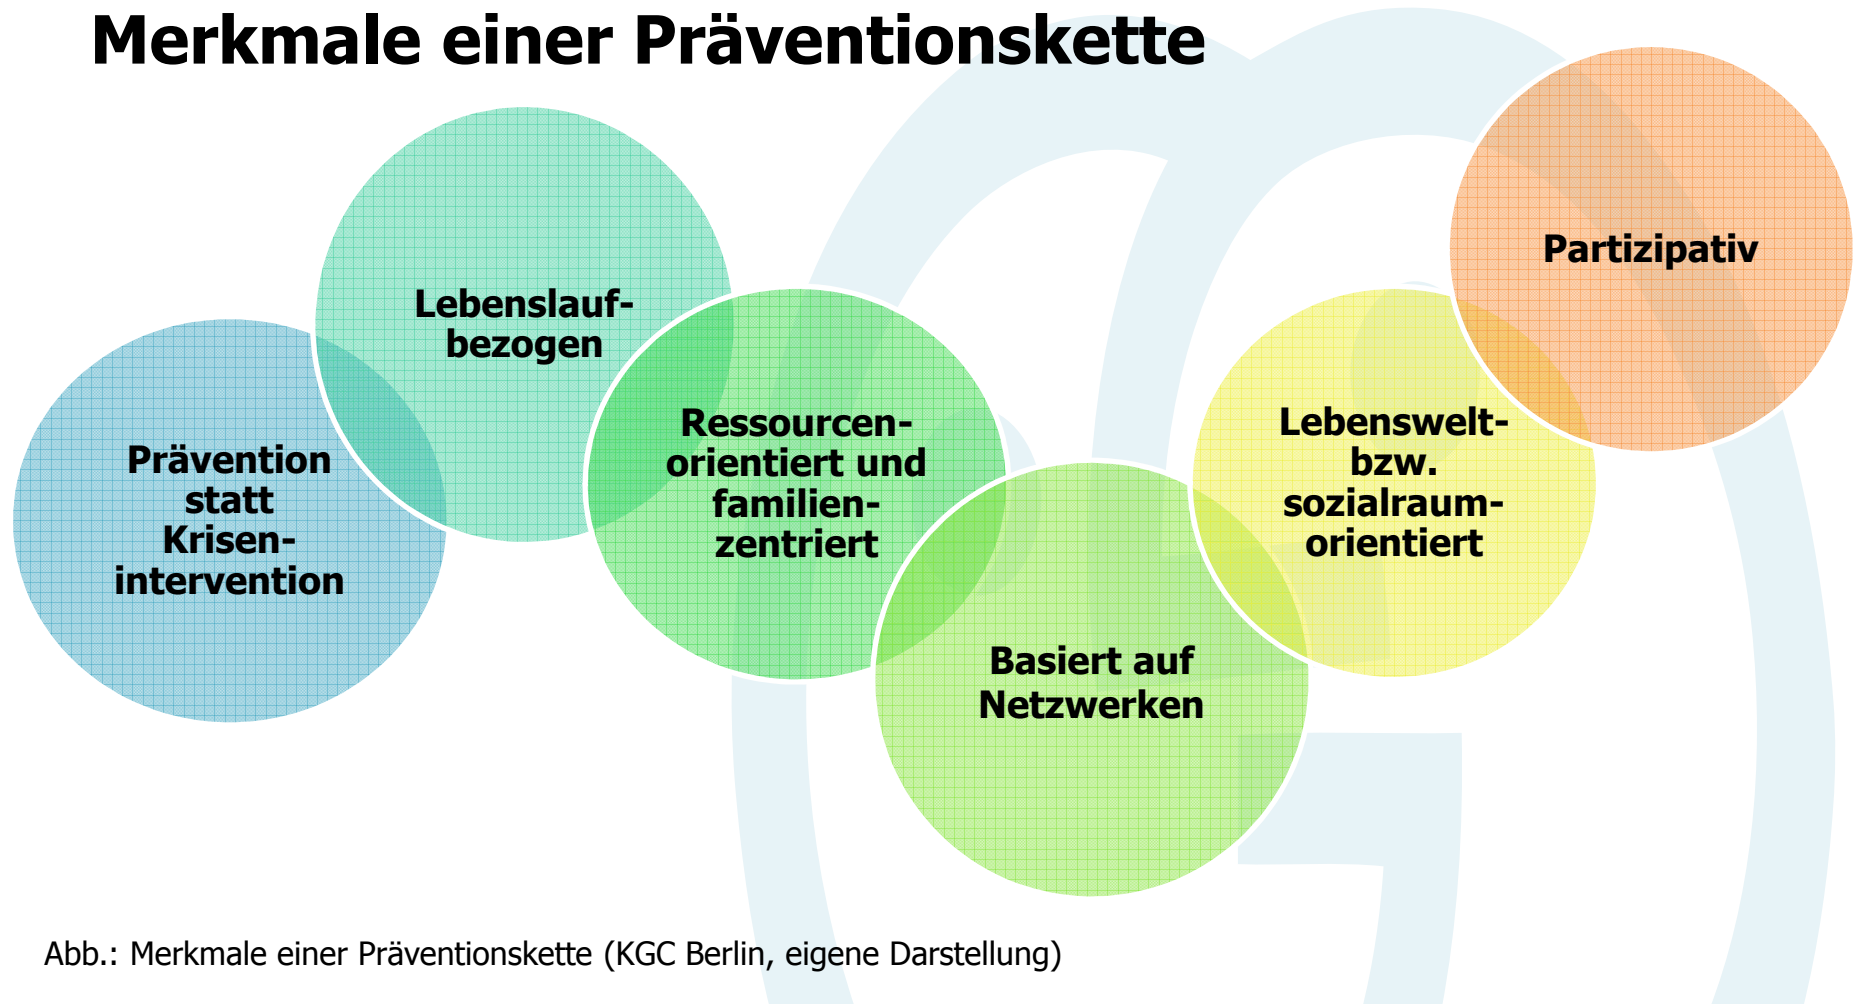 Merkmale einer Präventionskette
Prävention
statt
Krisen-
intervention
Lebenslauf-
bezogen
Ressourcen-
orientiert und
familien-
zentriert
Basiert auf
Netzwerken
Lebenswelt-
bzw.
sozialraum-
orientiert
Partizipativ
Abb.: Merkmale einer Präventionskette (KGC Berlin, eigene Darstellung)